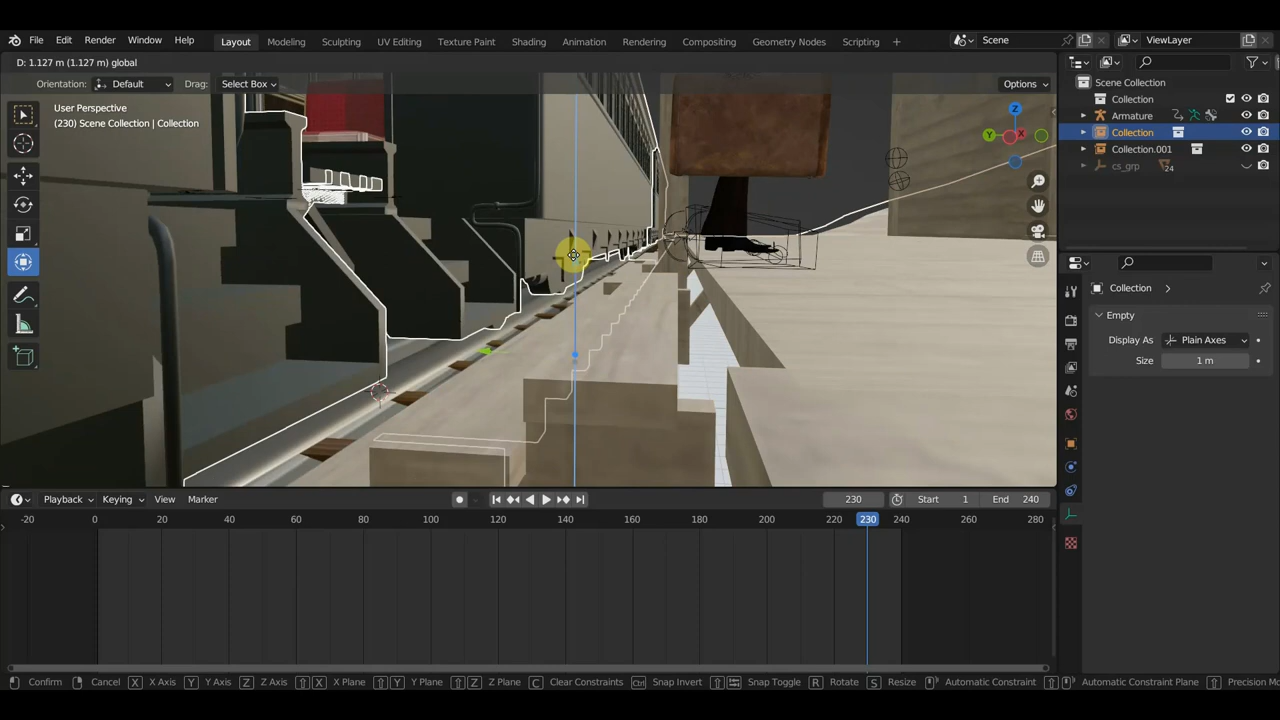 File Edit Render Window Help Layout Modeling Sculpting UV Editing Texture Paint Shading Animation Rendering Compositing Geometry Nodes Scripting + Scene ViewLayer
D: 1.127 m (1.127 m) global
Orientation: Default Drag: Select Box Options
User Perspective
(230) Scene Collection | Collection
Z
Y
X
Scene Collection
Collection
Armature
Collection
Collection.001
cs_grp 24
Collection
Empty
Display As Plain Axes
Size 1 m
Playback Keying View Marker 230 Start 1 End 240
-20 0 20 40 60 80 100 120 140 160 180 200 220 230 240 260 280
Confirm Cancel X X Axis Y Y Axis Z Z Axis X X Plane Y Y Plane Z Z Plane C Clear Constraints Ctrl Snap Invert Snap Toggle R Rotate S Resize Automatic Constraint Automatic Constraint Plane Precision Mo